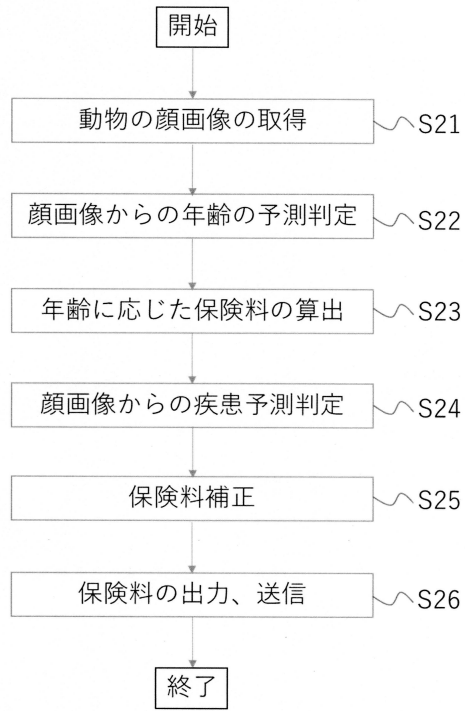 開始
動物の顔画像の取得
S21
顔画像からの年齢の予測判定
S22
年齢に応じた保険料の算出
S23
顔画像からの疾患予測判定
S24
保険料補正
S25
保険料の出力、送信
S26
終了